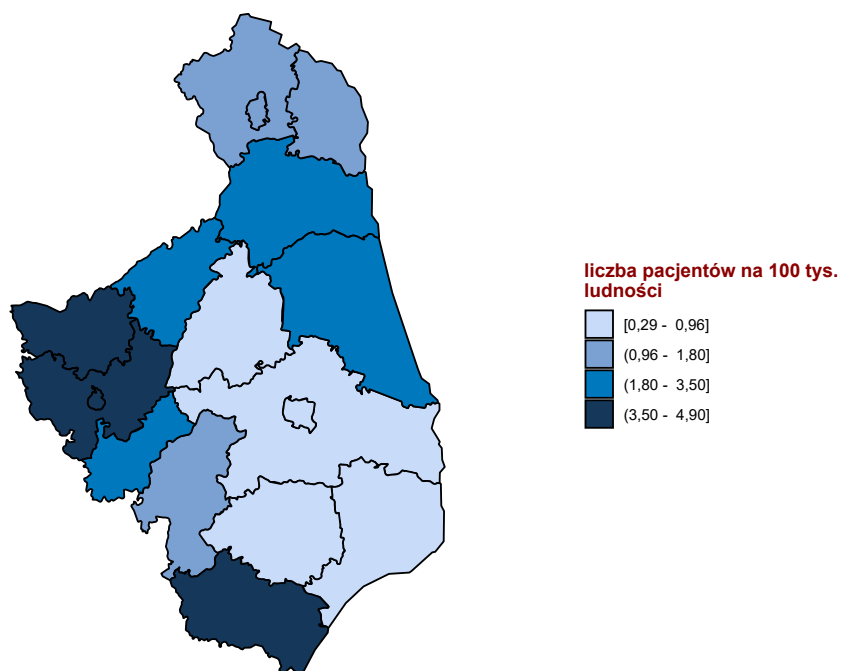 liczba pacjentów na 100 tys.
ludności
[0,29 - 0,96]
(0,96 - 1,80]
(1,80 - 3,50]
(3,50 - 4,90]